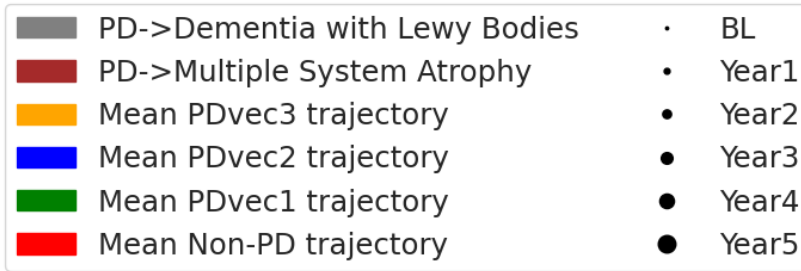 PD->Dementia with Lewy Bodies BL
PD->Multiple System Atrophy Year1
Mean PDvec3 trajectory Year2
Mean PDvec2 trajectory Year3
Mean PDvec1 trajectory Year4
Mean Non-PD trajectory Year5